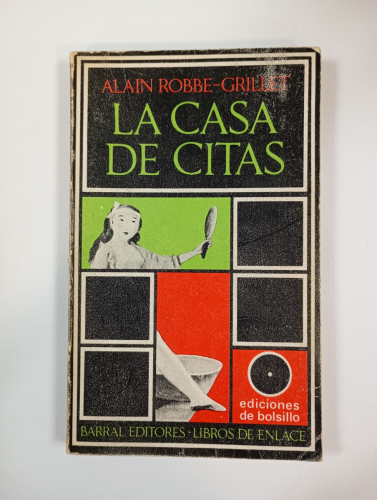 ALAIN ROBBE-GRILLET
LA CASA
DE CITAS
ediciones
de bolsillo
BARRAL EDITORES · LIBROS DE ENLACE